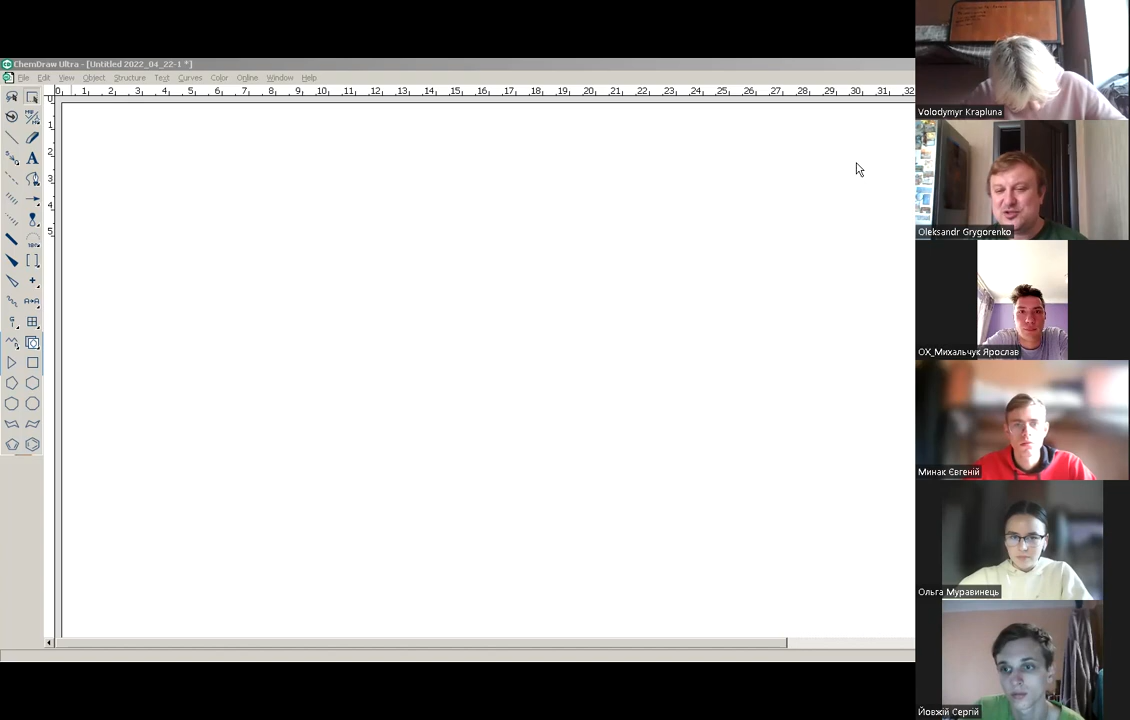 ChemDraw Ultra - [Untitled 2022_04_22-1 *]
File Edit View Object Structure Text Curves Color Online Window Help
0 1 2 3 4 5 6 7 8 9 10 11 12 13 14 15 16 17 18 19 20 21 22 23 24 25 26 27 28 29 30 31 32
0
1
2
3
4
5
A
Volodymyr Krapluna
Oleksandr Grygorenko
ОХ_Михальчук Ярослав
Минак Євгеній
Ольга Муравинець
Йовжій Сергій